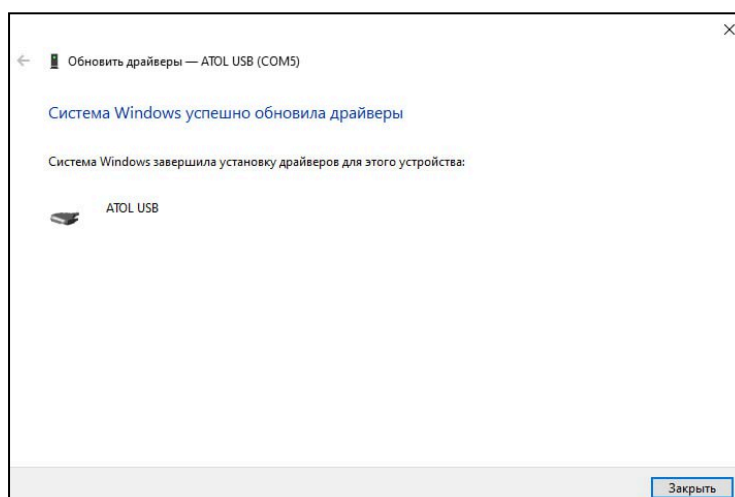 Обновить драйверы — ATOL USB (COM5)
Система Windows успешно обновила драйверы
Система Windows завершила установку драйверов для этого устройства:
ATOL USB
Закрыть